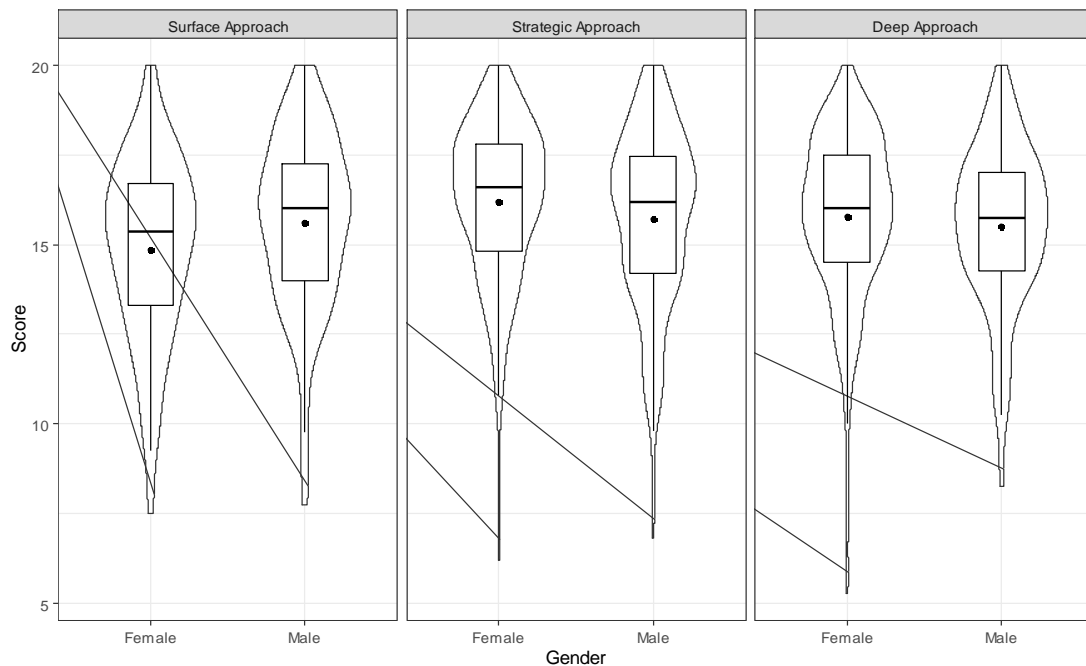 Surface Approach
Strategic Approach
Deep Approach
20
15
10
5
Score
Female
Male
Female
Male
Female
Male
Gender